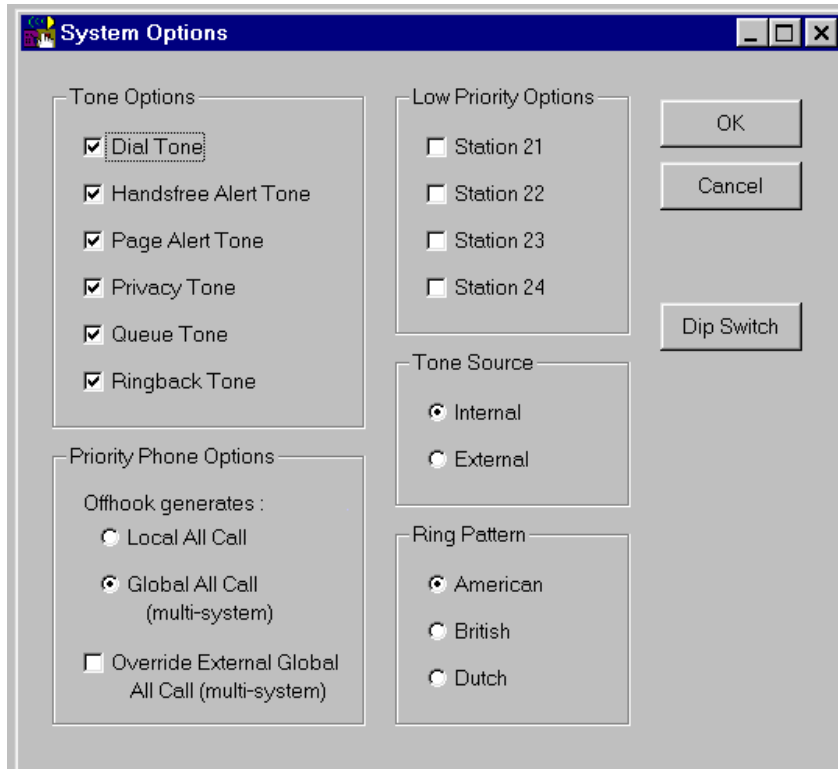 System Options
Tone Options
Dial Tone
Handsfree Alert Tone
Page Alert Tone
Privacy Tone
Queue Tone
Ringback Tone
Priority Phone Options
Offhook generates :
Local All Call
Global All Call
(multi-system)
Override External Global
All Call (multi-system)
Low Priority Options
Station 21
Station 22
Station 23
Station 24
Tone Source
Internal
External
Ring Pattern
American
British
Dutch
OK
Cancel
Dip Switch